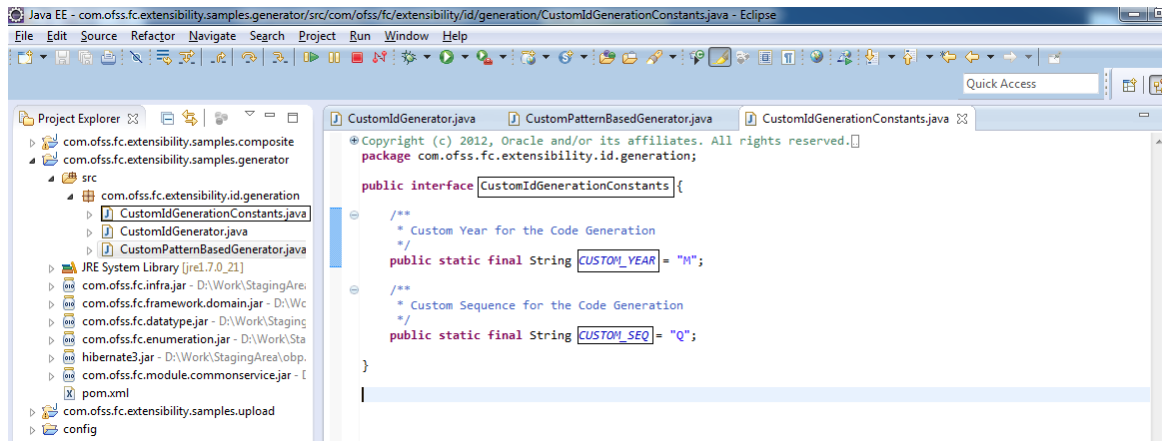 Java EE - com.ofss.fc.extensibility.samples.generator/src/com/ofss/fc/extensibility/id/generation/CustomIdGenerationConstants.java - Eclipse
File Edit Source Refactor Navigate Search Project Run Window Help
Quick Access
Project Explorer
com.ofss.fc.extensibility.samples.composite
com.ofss.fc.extensibility.samples.generator
src
com.ofss.fc.extensibility.id.generation
CustomIdGenerationConstants.java
CustomIdGenerator.java
CustomPatternBasedGenerator.java
JRE System Library [jre1.7.0_21]
com.ofss.fc.infra.jar - D:\Work\StagingArea
com.ofss.fc.framework.domain.jar - D:\Wo
com.ofss.fc.datatype.jar - D:\Work\Staging
com.ofss.fc.enumeration.jar - D:\Work\Sta
hibernate3.jar - D:\Work\StagingArea\obp.
com.ofss.fc.module.commonservice.jar - D
pom.xml
com.ofss.fc.extensibility.samples.upload
config
CustomIdGenerator.java CustomPatternBasedGenerator.java CustomIdGenerationConstants.java
Copyright (c) 2012, Oracle and/or its affiliates. All rights reserved.
package com.ofss.fc.extensibility.id.generation;
public interface CustomIdGenerationConstants {
/**
* Custom Year for the Code Generation
*/
public static final String CUSTOM_YEAR = "M";
/**
* Custom Sequence for the Code Generation
*/
public static final String CUSTOM_SEQ = "Q";
}